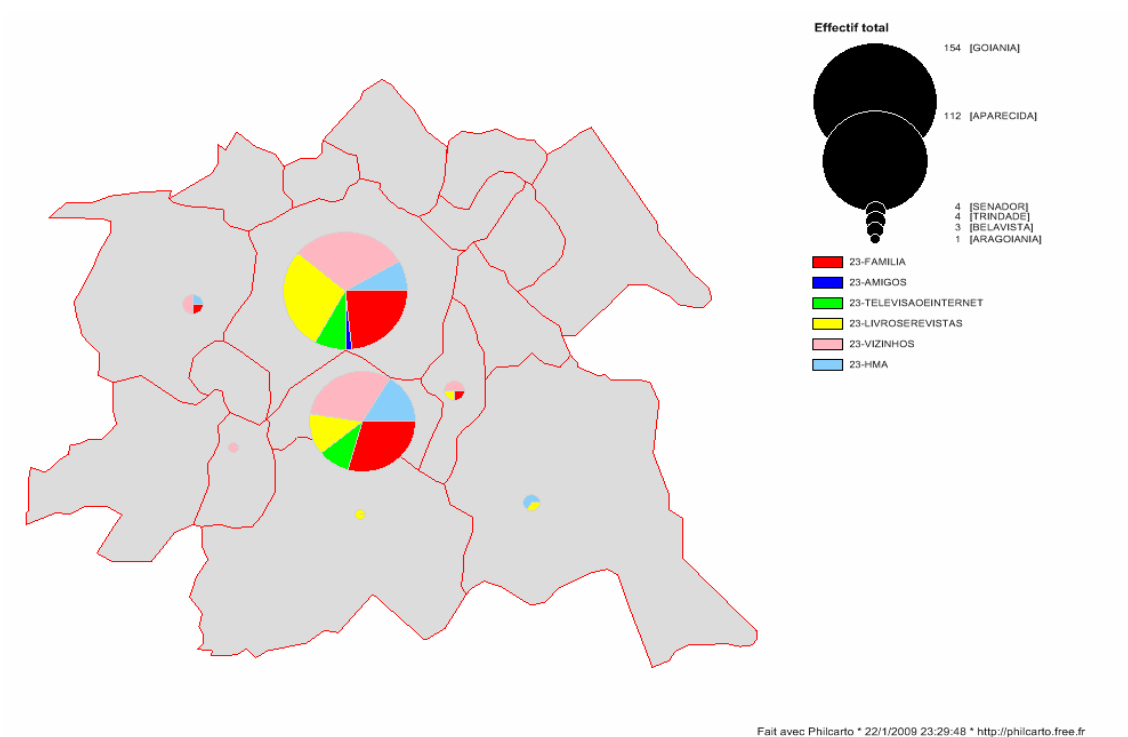 Effectif total
154 [GOIANIA]
112 [APARECIDA]
4 [SENADOR]
4 [TRINDADE]
3 [BELAVISTA]
1 [ARAGOIANIA]
23-FAMILIA
23-AMIGOS
23-TELEVISAOEINTERNET
23-LIVROSEREVISTAS
23-VIZINHOS
23-HMA
Fait avec Philcarto * 22/1/2009 23:29:48 * http://philcarto.free.fr